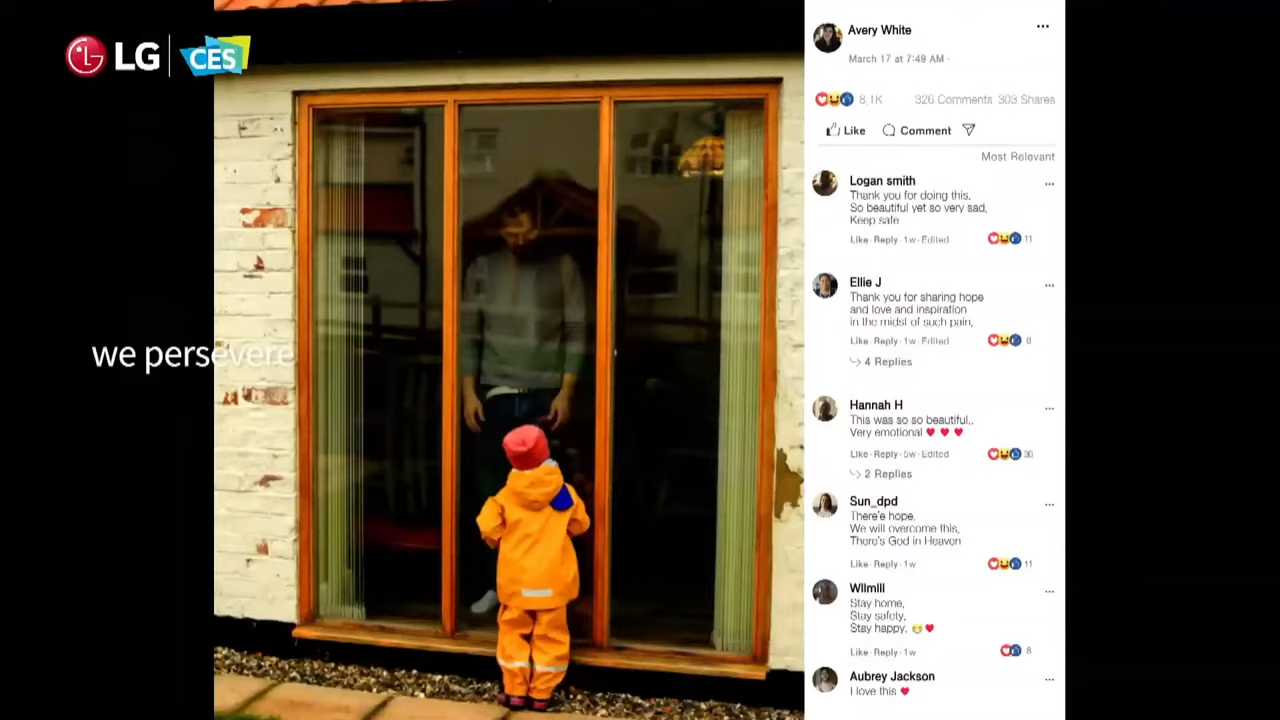 LG
CES
we persevere
Avery White
March 17 at 7:49 AM ·
8,1K
326 Comments 303 Shares
Like
Comment
Most Relevant
Logan smith
Thank you for doing this.
So beautiful yet so very sad,
Keep safe
Like · Reply · 1w · Edited
11
Ellie J
Thank you for sharing hope
and love and inspiration
in the midst of such pain,
Like · Reply · 1w · Edited
4 Replies
Hannah H
This was so so beautiful,,
Very emotional
Like · Reply · 5w · Edited
36
2 Replies
Sun_dpd
There'e hope,
We will overcome this,
There's God in Heaven
Like · Reply · 1w
11
Wilmill
Stay home,
Stay safety,
Stay happy.
Like · Reply · 1w
8
Aubrey Jackson
I love this